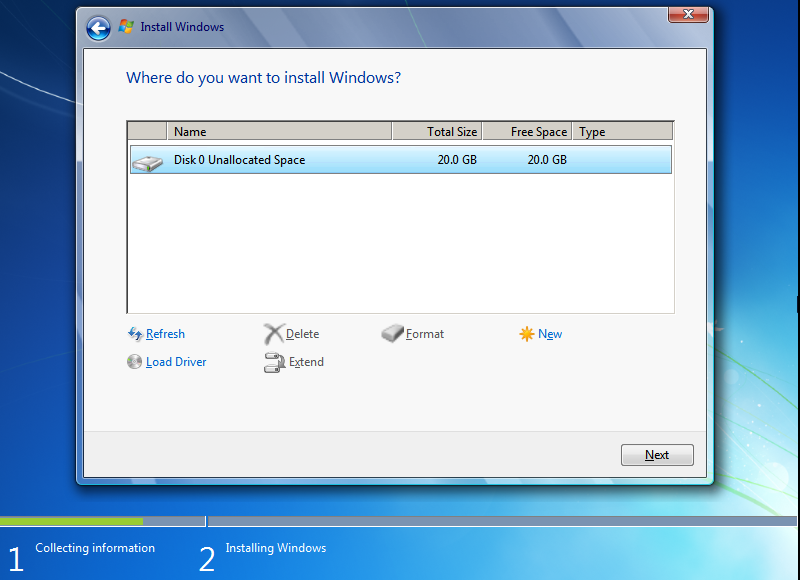 Install Windows
Where do you want to install Windows?
Name Total Size Free Space Type
Disk 0 Unallocated Space 20.0 GB 20.0 GB
Refresh Delete Format New
Load Driver Extend
Next
1 Collecting information 2 Installing Windows